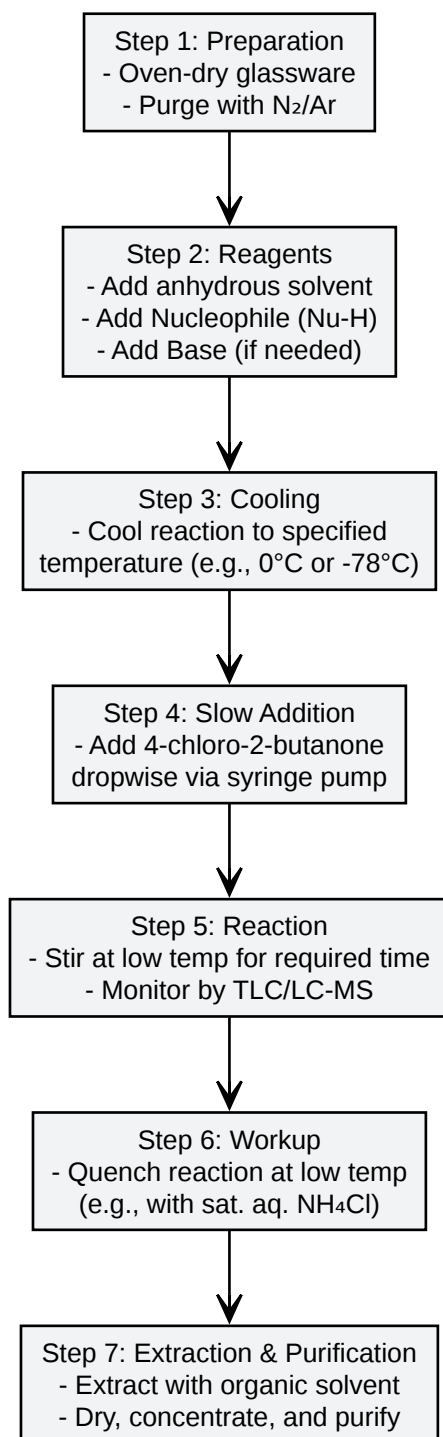 Step 1: Preparation
- Oven-dry glassware
- Purge with N₂/Ar
Step 2: Reagents
- Add anhydrous solvent
- Add Nucleophile (Nu-H)
- Add Base (if needed)
Step 3: Cooling
- Cool reaction to specified
temperature (e.g., 0°C or -78°C)
Step 4: Slow Addition
- Add 4-chloro-2-butanone
dropwise via syringe pump
Step 5: Reaction
- Stir at low temp for required time
- Monitor by TLC/LC-MS
Step 6: Workup
- Quench reaction at low temp
(e.g., with sat. aq. NH₄Cl)
Step 7: Extraction & Purification
- Extract with organic solvent
- Dry, concentrate, and purify